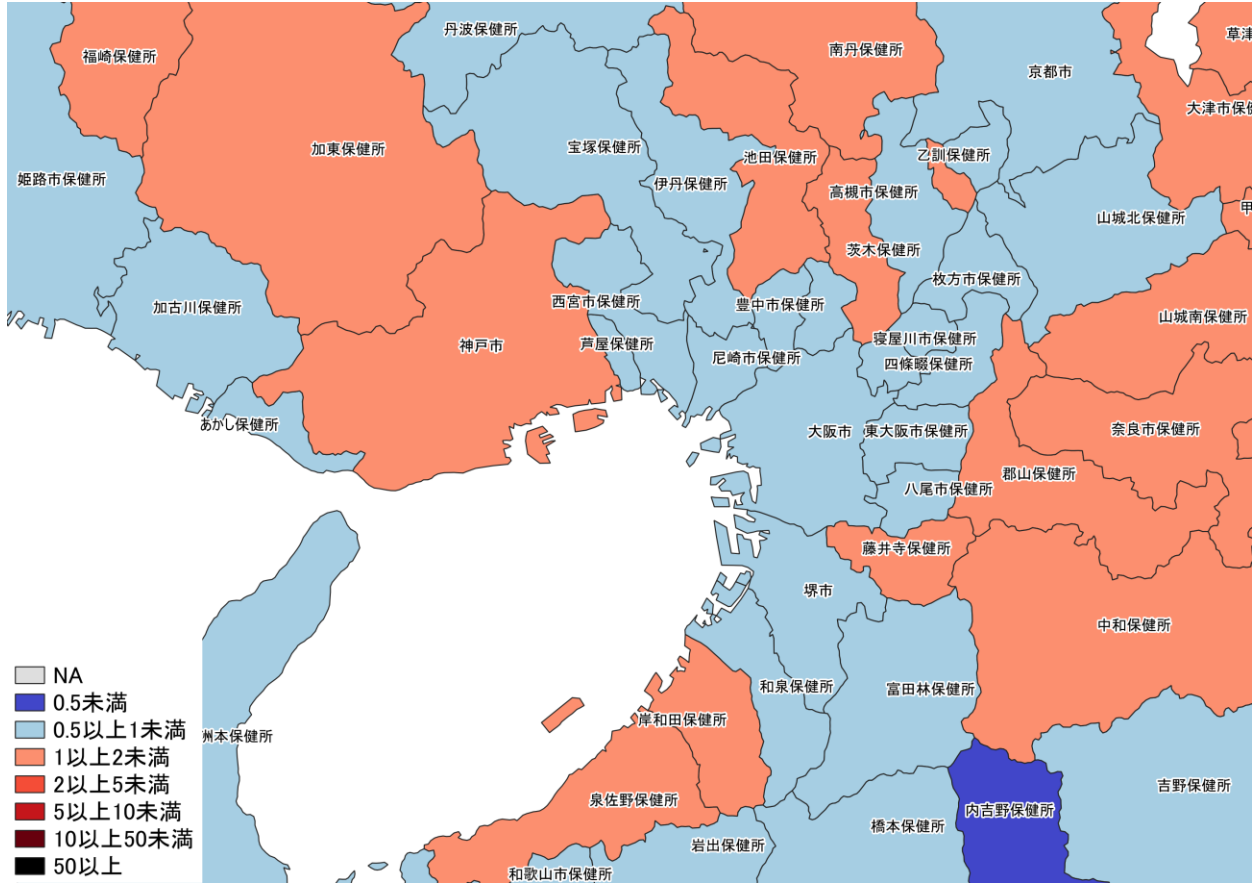 丹波保健所
福崎保健所
南丹保健所
草津
京都市
大津市保健
加東保健所
宝塚保健所
池田保健所
乙訓保健所
姫路市保健所
伊丹保健所
高槻市保健所
甲
山城北保健所
茨木保健所
枚方市保健所
加古川保健所
西宮市保健所
豊中市保健所
山城南保健所
神戸市
芦屋保健所
寝屋川市保健所
尼崎市保健所
四條畷保健所
あかし保健所
大阪市
東大阪市保健所
奈良市保健所
郡山保健所
八尾市保健所
藤井寺保健所
堺市
中和保健所
和泉保健所
富田林保健所
岸和田保健所
洲本保健所
泉佐野保健所
内吉野保健所
吉野保健所
橋本保健所
岩出保健所
和歌山市保健所
NA
0.5未満
0.5以上1未満
1以上2未満
2以上5未満
5以上10未満
10以上50未満
50以上